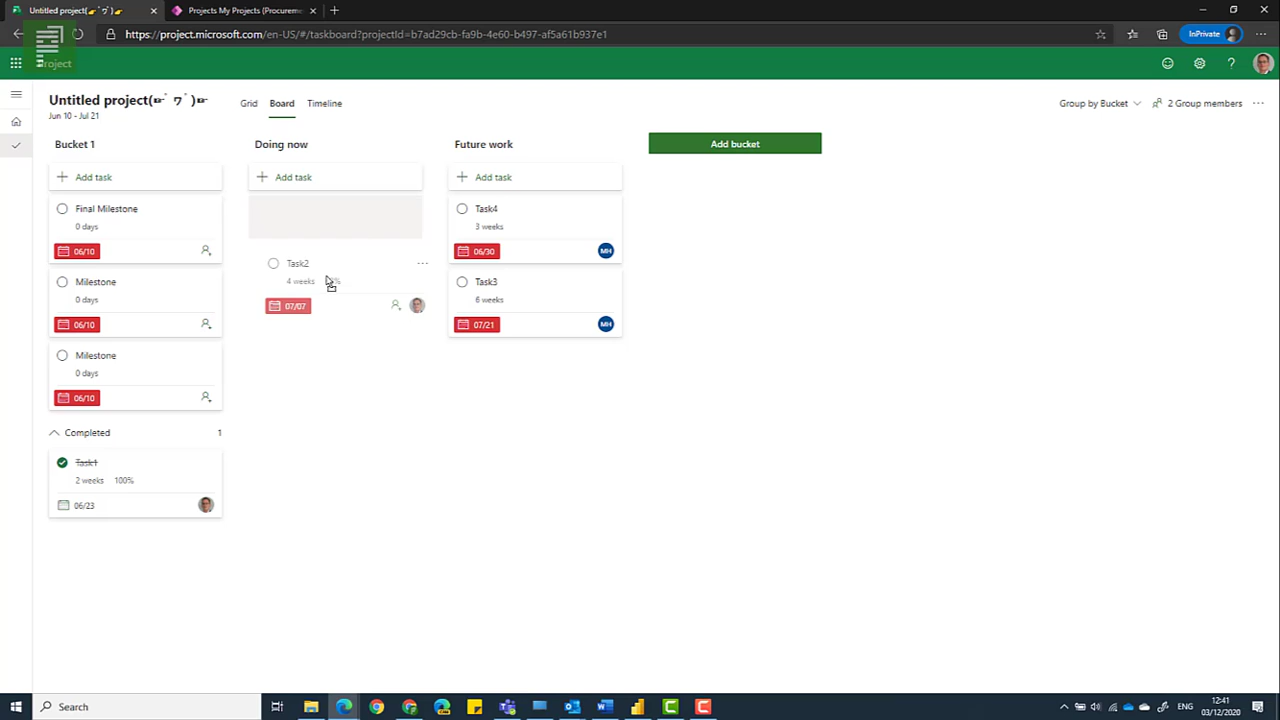 Untitled project(☛ﾟヮﾟ)☛
Projects My Projects (Procureme
https://project.microsoft.com/en-US/#/taskboard?projectId=b7ad29cb-fa9b-4e60-b497-af5a61b937e1
InPrivate
Project
Untitled project(☛ﾟヮﾟ)☛
Jun 10 - Jul 21
Grid
Board
Timeline
Group by Bucket
2 Group members
Bucket 1
Doing now
Future work
Add bucket
Add task
Add task
Add task
Final Milestone
0 days
06/10
Milestone
0 days
06/10
Milestone
0 days
06/10
Completed 1
Task1
2 weeks 100%
06/23
Task2
4 weeks
07/07
Task4
3 weeks
06/30
MH
Task3
6 weeks
07/21
MH
Search
ENG
12:41
03/12/2020